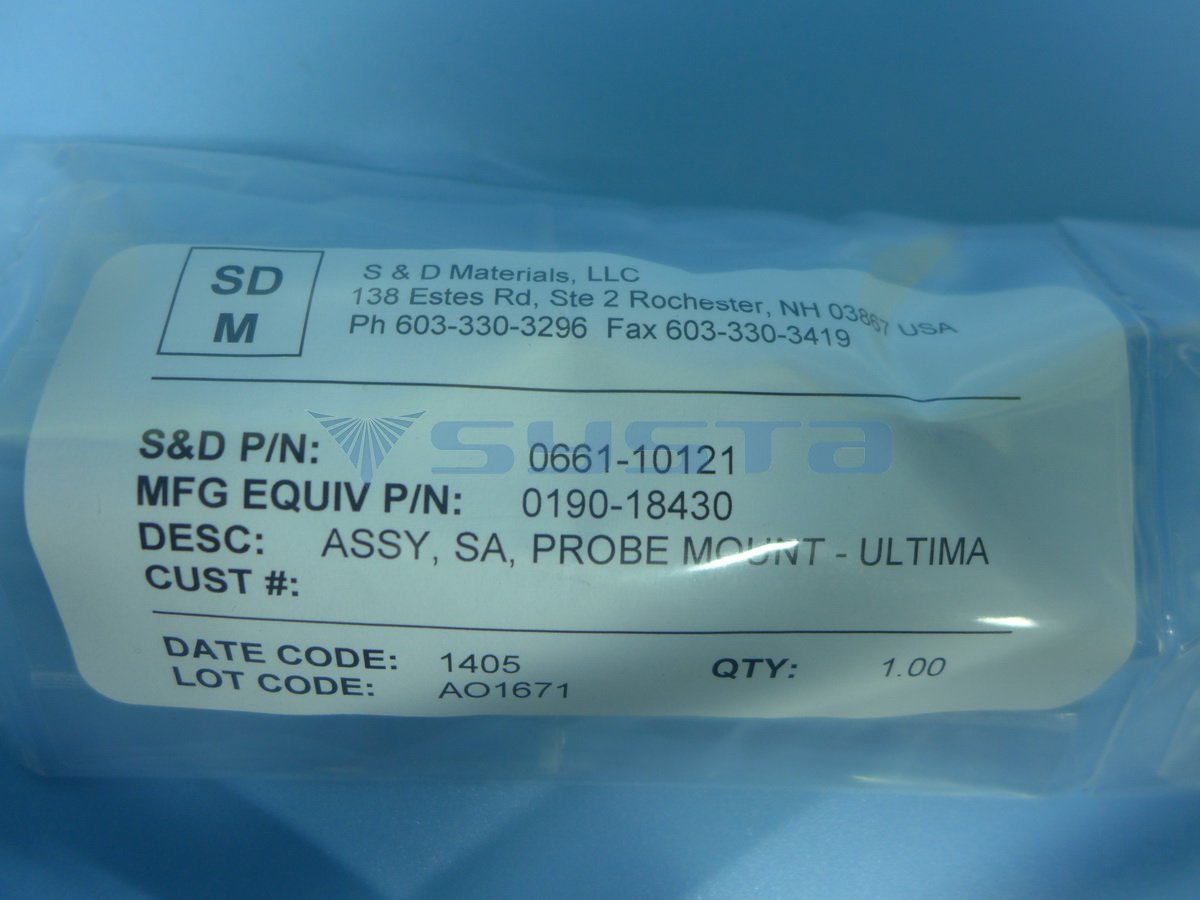 SD
M
S & D Materials, LLC
138 Estes Rd, Ste 2 Rochester, NH 03867 USA
Ph 603-330-3296 Fax 603-330-3419
susta
S&D P/N: 0661-10121
MFG EQUIV P/N: 0190-18430
DESC: ASSY, SA, PROBE MOUNT - ULTIMA
CUST #:
DATE CODE: 1405 QTY: 1.00
LOT CODE: AO1671